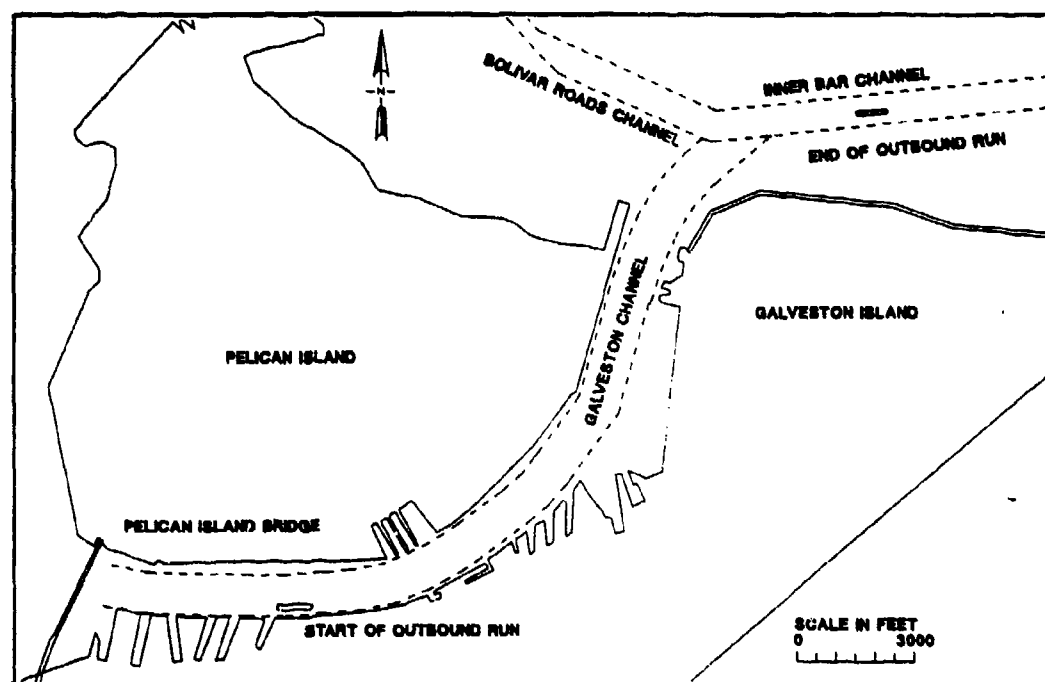 BOLIVAR ROADS CHANNEL
INNER BAR CHANNEL
N
END OF OUTBOUND RUN
GALVESTON CHANNEL
GALVESTON ISLAND
PELICAN ISLAND
PELICAN ISLAND BRIDGE
START OF OUTBOUND RUN
SCALE IN FEET
0 3000